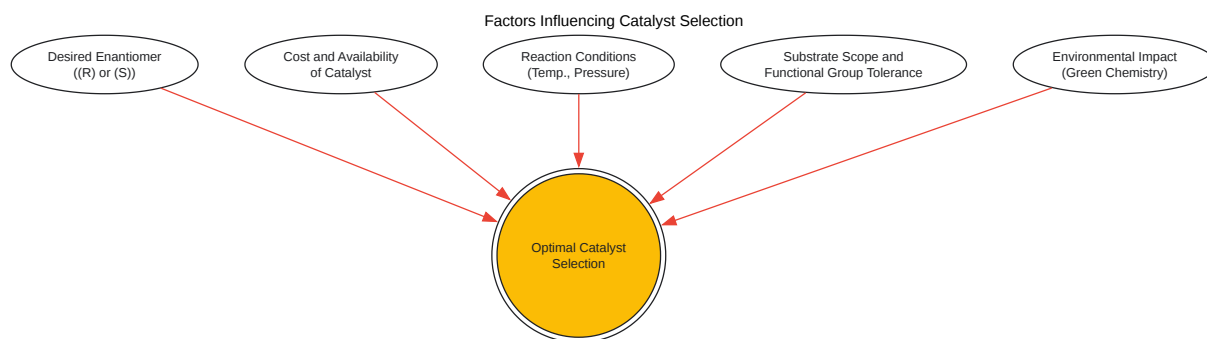 Factors Influencing Catalyst Selection
Desired Enantiomer
((R) or (S))
Cost and Availability
of Catalyst
Reaction Conditions
(Temp., Pressure)
Substrate Scope and
Functional Group Tolerance
Environmental Impact
(Green Chemistry)
Optimal Catalyst
Selection